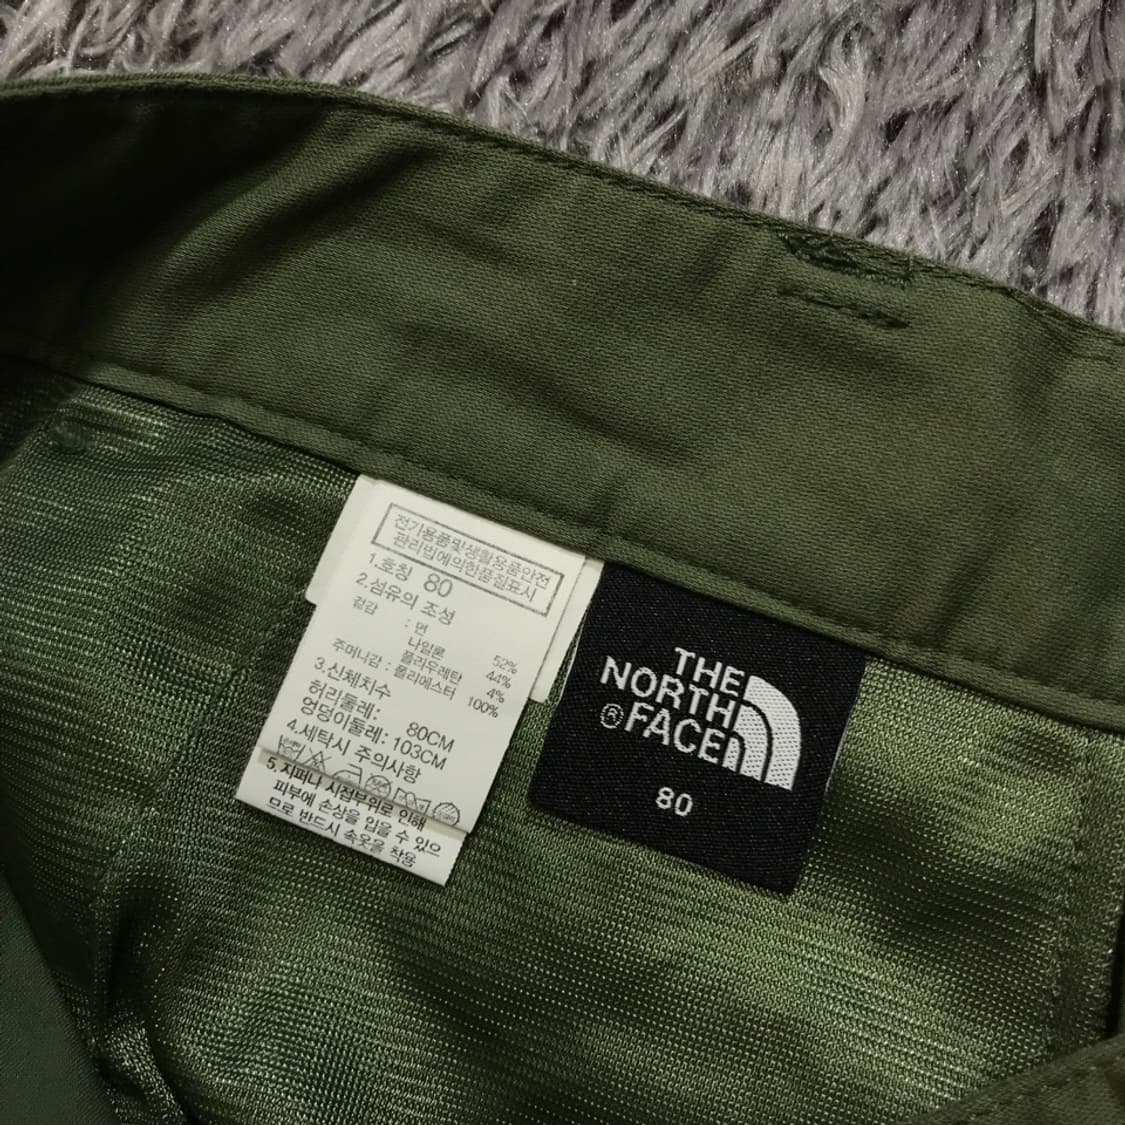 전기용품및생활용품안전
관리법에의한품질표시
1.호칭 80
2.섬유의 조성
겉감 : 면 52%
나일론 44%
폴리우레탄 4%
주머니감 : 폴리에스터 100%
3.신체치수
허리둘레: 80CM
엉덩이둘레: 103CM
4.세탁시 주의사항
5.지퍼나 시접부위로 인해
피부에 손상을 입을 수 있으
므로 반드시 속옷을 착용
THE
NORTH
®FACE
80